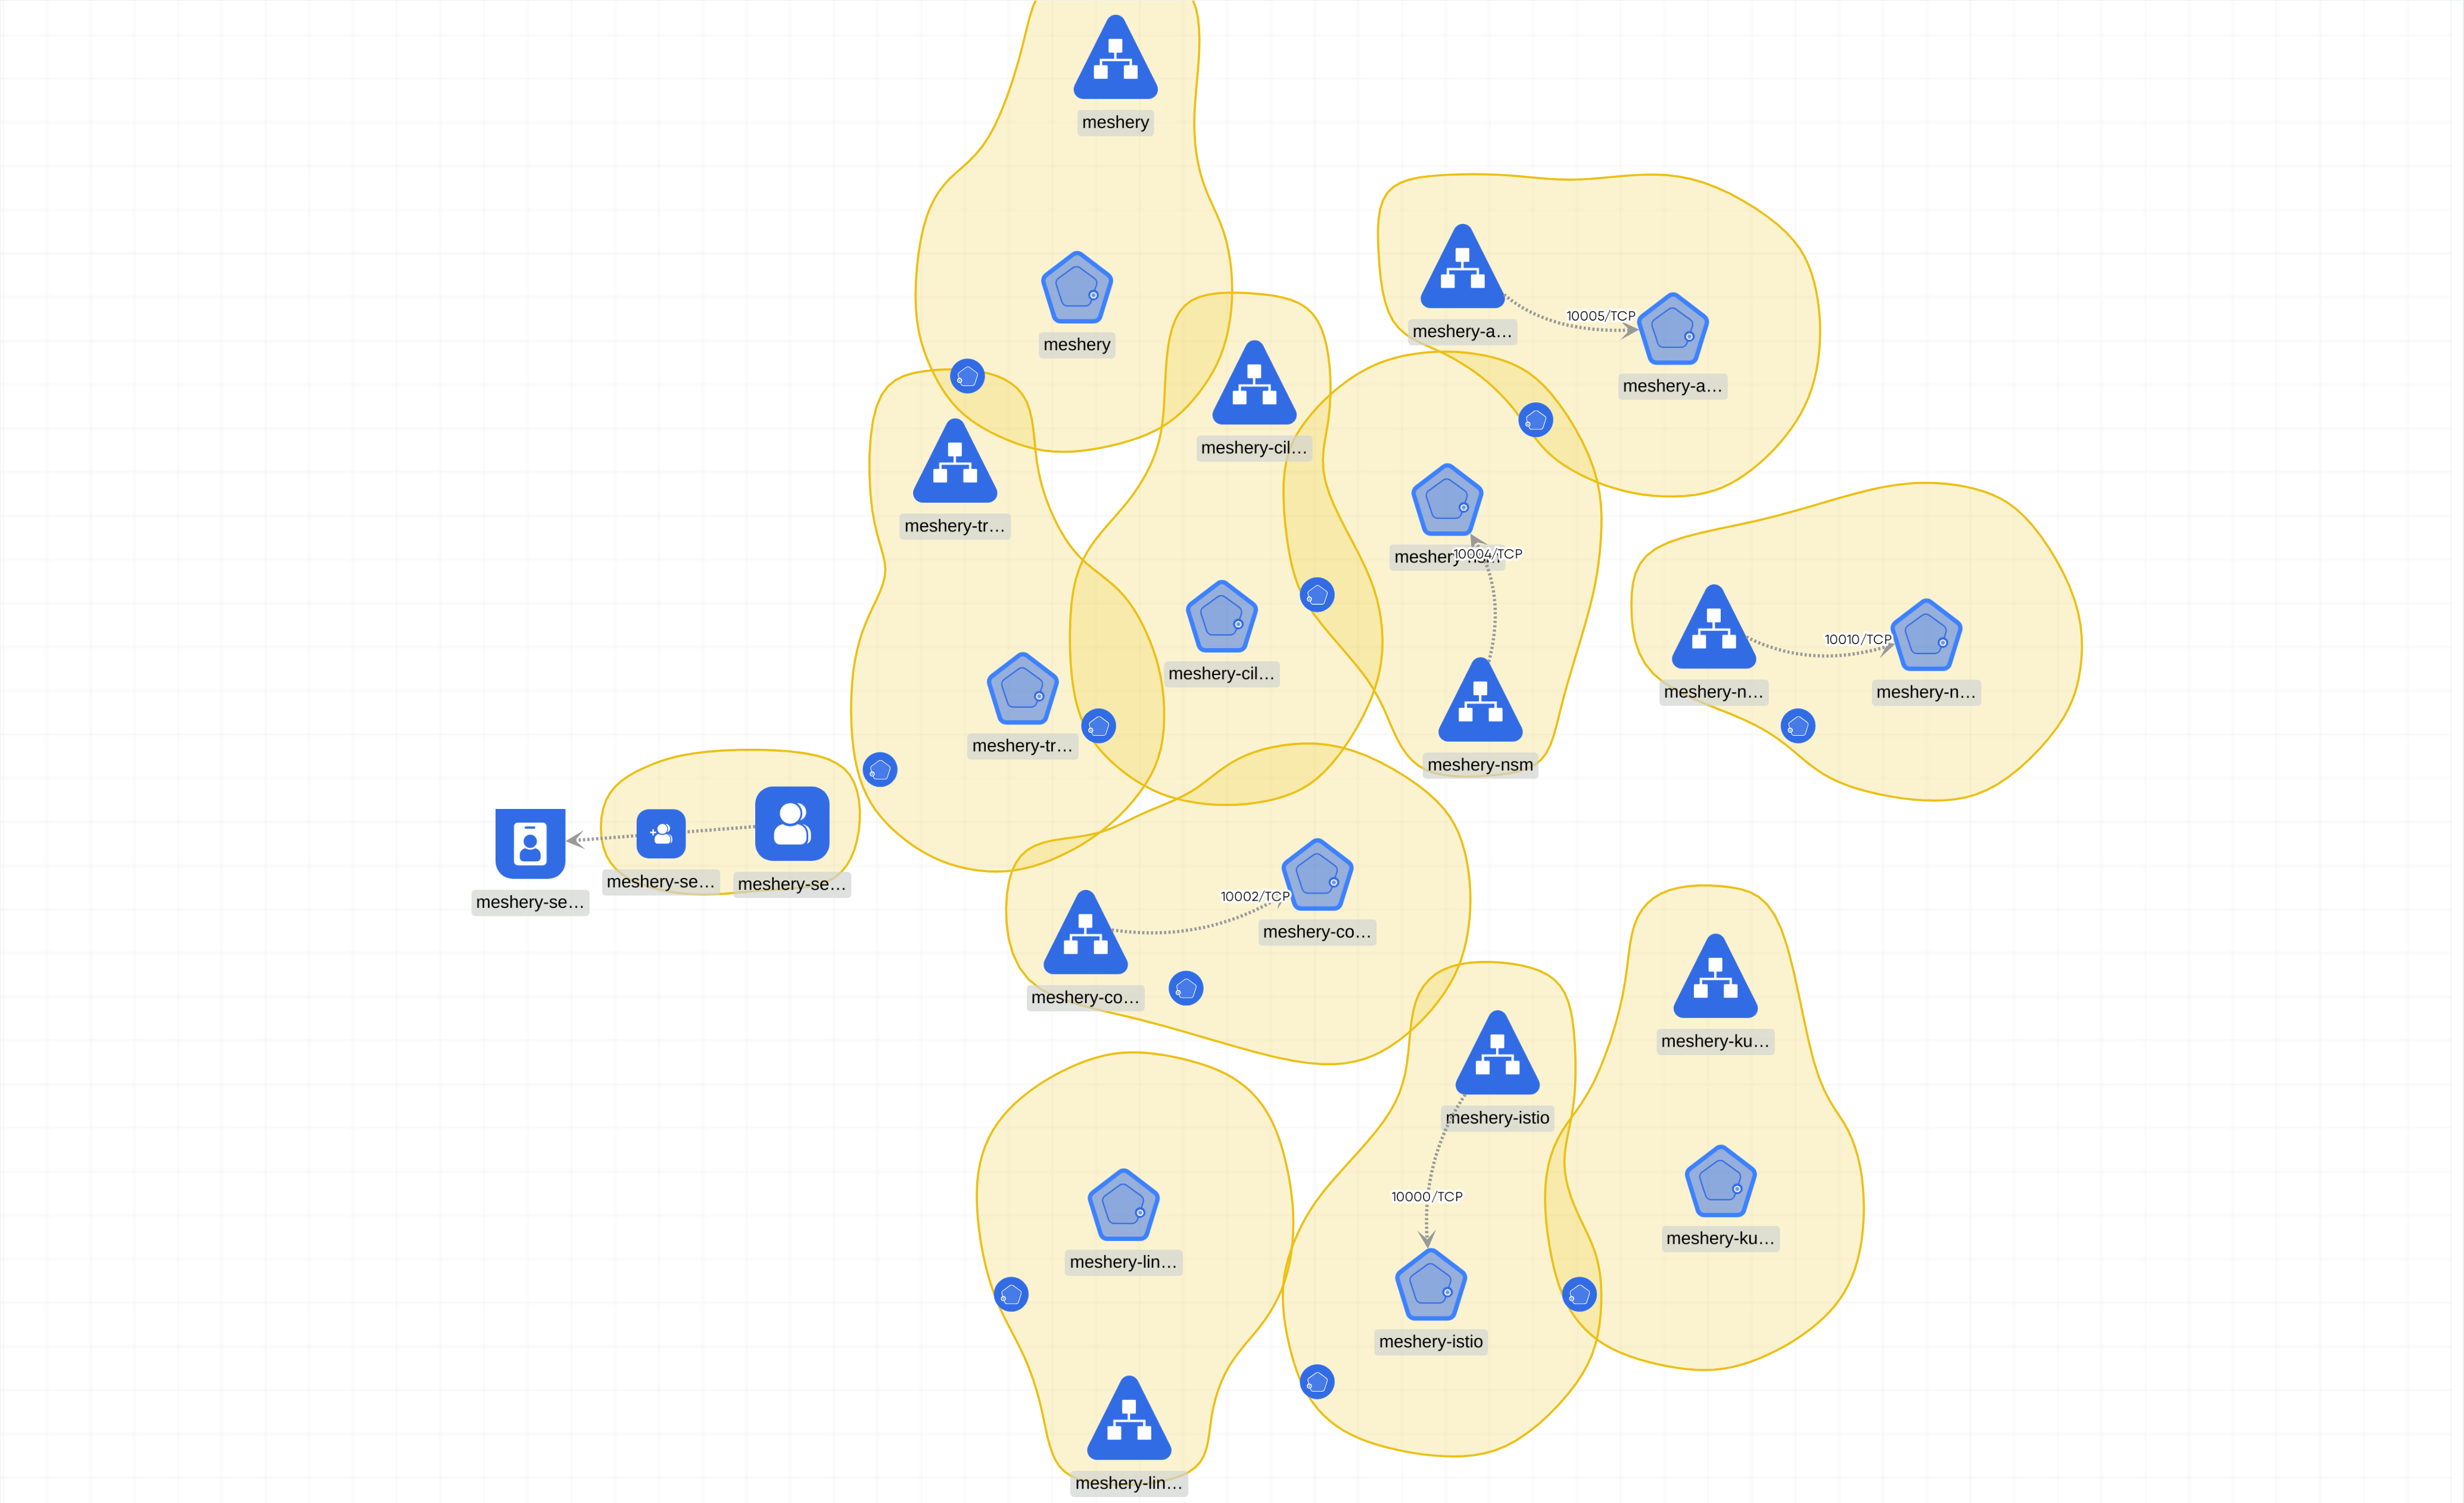 meshery
meshery
meshery-a…
10005/TCP
meshery-a…
meshery-cil…
meshery-tr…
meshery-nsm
10004/TCP
meshery-cil…
meshery-n…
10010/TCP
meshery-n…
meshery-tr…
meshery-nsm
meshery-se…
meshery-se…
meshery-se…
10002/TCP
meshery-co…
meshery-co…
meshery-ku…
meshery-istio
10000/TCP
meshery-ku…
meshery-lin…
meshery-istio
meshery-lin…